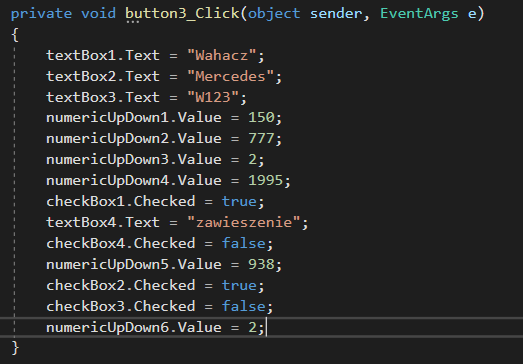 private void button3_Click(object sender, EventArgs e)
{
textBox1.Text = "Wahacz";
textBox2.Text = "Mercedes";
textBox3.Text = "W123";
numericUpDown1.Value = 150;
numericUpDown2.Value = 777;
numericUpDown3.Value = 2;
numericUpDown4.Value = 1995;
checkBox1.Checked = true;
textBox4.Text = "zawieszenie";
checkBox4.Checked = false;
numericUpDown5.Value = 938;
checkBox2.Checked = true;
checkBox3.Checked = false;
numericUpDown6.Value = 2;
}